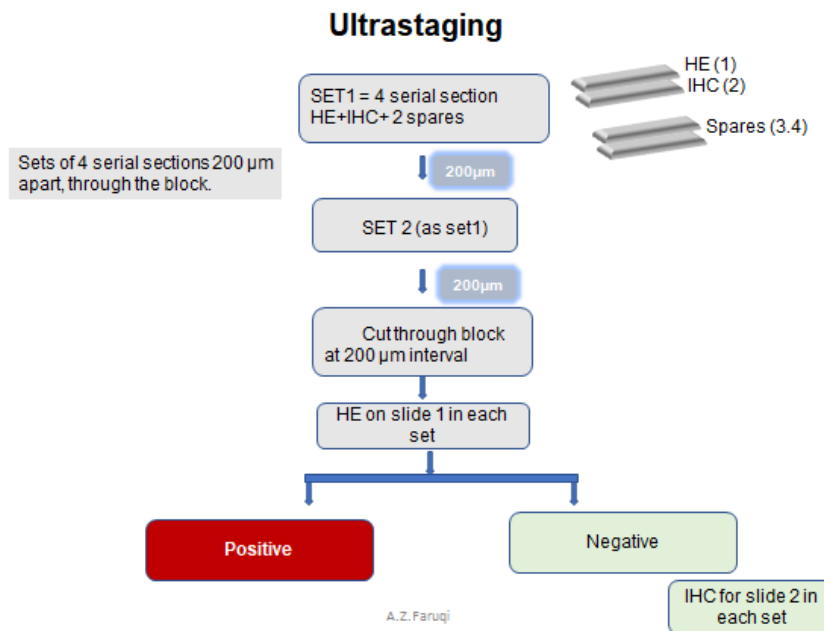 Ultrastaging
HE (1)
IHC (2)
Spares (3.4)
SET1 = 4 serial section
HE+IHC+ 2 spares
Sets of 4 serial sections 200 µm
apart, through the block.
200µm
SET 2 (as set1)
200µm
Cut through block
at 200 µm interval
HE on slide 1 in each
set
Positive
Negative
IHC for slide 2 in
each set
A.Z.Faruqi